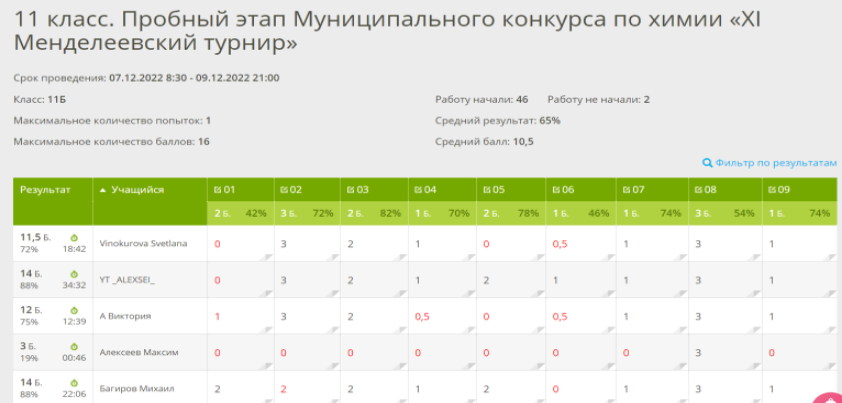 11 класс. Пробный этап Муниципального конкурса по химии «XI
Менделеевский турнир»
Срок проведения: 07.12.2022 8:30 - 09.12.2022 21:00
Класс: 11Б
Работу начали: 46 Работу не начали: 2
Максимальное количество попыток: 1
Средний результат: 65%
Максимальное количество баллов: 16
Средний балл: 10,5
Фильтр по результатам
Результат Учащийся 01 02 03 04 05 06 07 08 09
2 Б. 42% 3 Б. 72% 2 Б. 82% 1 Б. 70% 2 Б. 78% 1 Б. 46% 1 Б. 74% 3 Б. 54% 1 Б. 74%
11,5 Б. 72% 18:42 Vinokurova Svetlana 0 3 2 1 0 0,5 1 3 1
14 Б. 88% 34:32 YT _ALEXSEI_ 0 3 2 1 2 1 1 3 1
12 Б. 75% 12:39 А Виктория 1 3 2 0,5 0 0,5 1 3 1
3 Б. 19% 00:46 Алексеев Максим 0 0 0 0 0 0 0 3 0
14 Б. 88% 22:06 Багиров Михаил 2 2 2 1 2 0 1 3 1